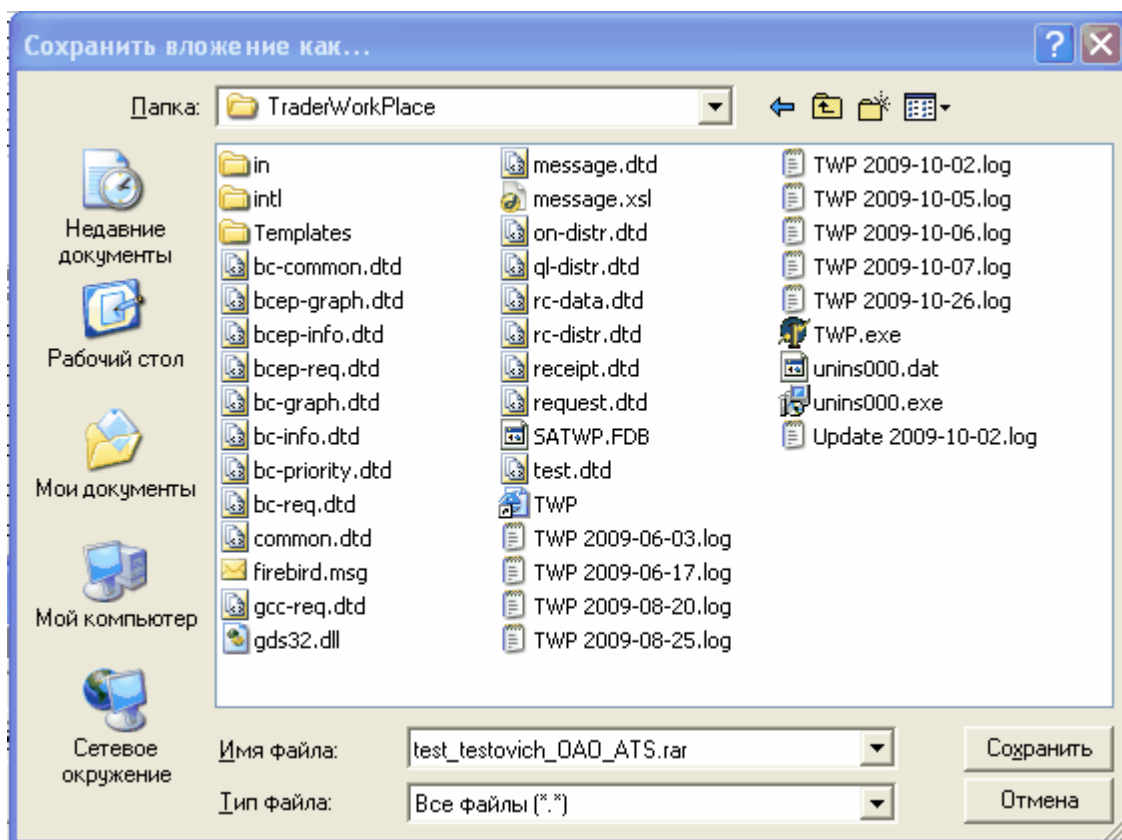 Сохранить вложение как...
Папка:
TraderWorkPlace
Недавние
документы
Рабочий стол
Мои документы
Мой компьютер
Сетевое
окружение
in
intl
Templates
bc-common.dtd
bcep-graph.dtd
bcep-info.dtd
bcep-req.dtd
bc-graph.dtd
bc-info.dtd
bc-priority.dtd
bc-req.dtd
common.dtd
firebird.msg
gcc-req.dtd
gds32.dll
message.dtd
message.xsl
on-distr.dtd
ql-distr.dtd
rc-data.dtd
rc-distr.dtd
receipt.dtd
request.dtd
SATWP.FDB
test.dtd
TWP
TWP 2009-06-03.log
TWP 2009-06-17.log
TWP 2009-08-20.log
TWP 2009-08-25.log
TWP 2009-10-02.log
TWP 2009-10-05.log
TWP 2009-10-06.log
TWP 2009-10-07.log
TWP 2009-10-26.log
TWP.exe
unins000.dat
unins000.exe
Update 2009-10-02.log
Имя файла:
test_testovich_OAO_ATS.rar
Сохранить
Тип файла:
Все файлы (*.*)
Отмена